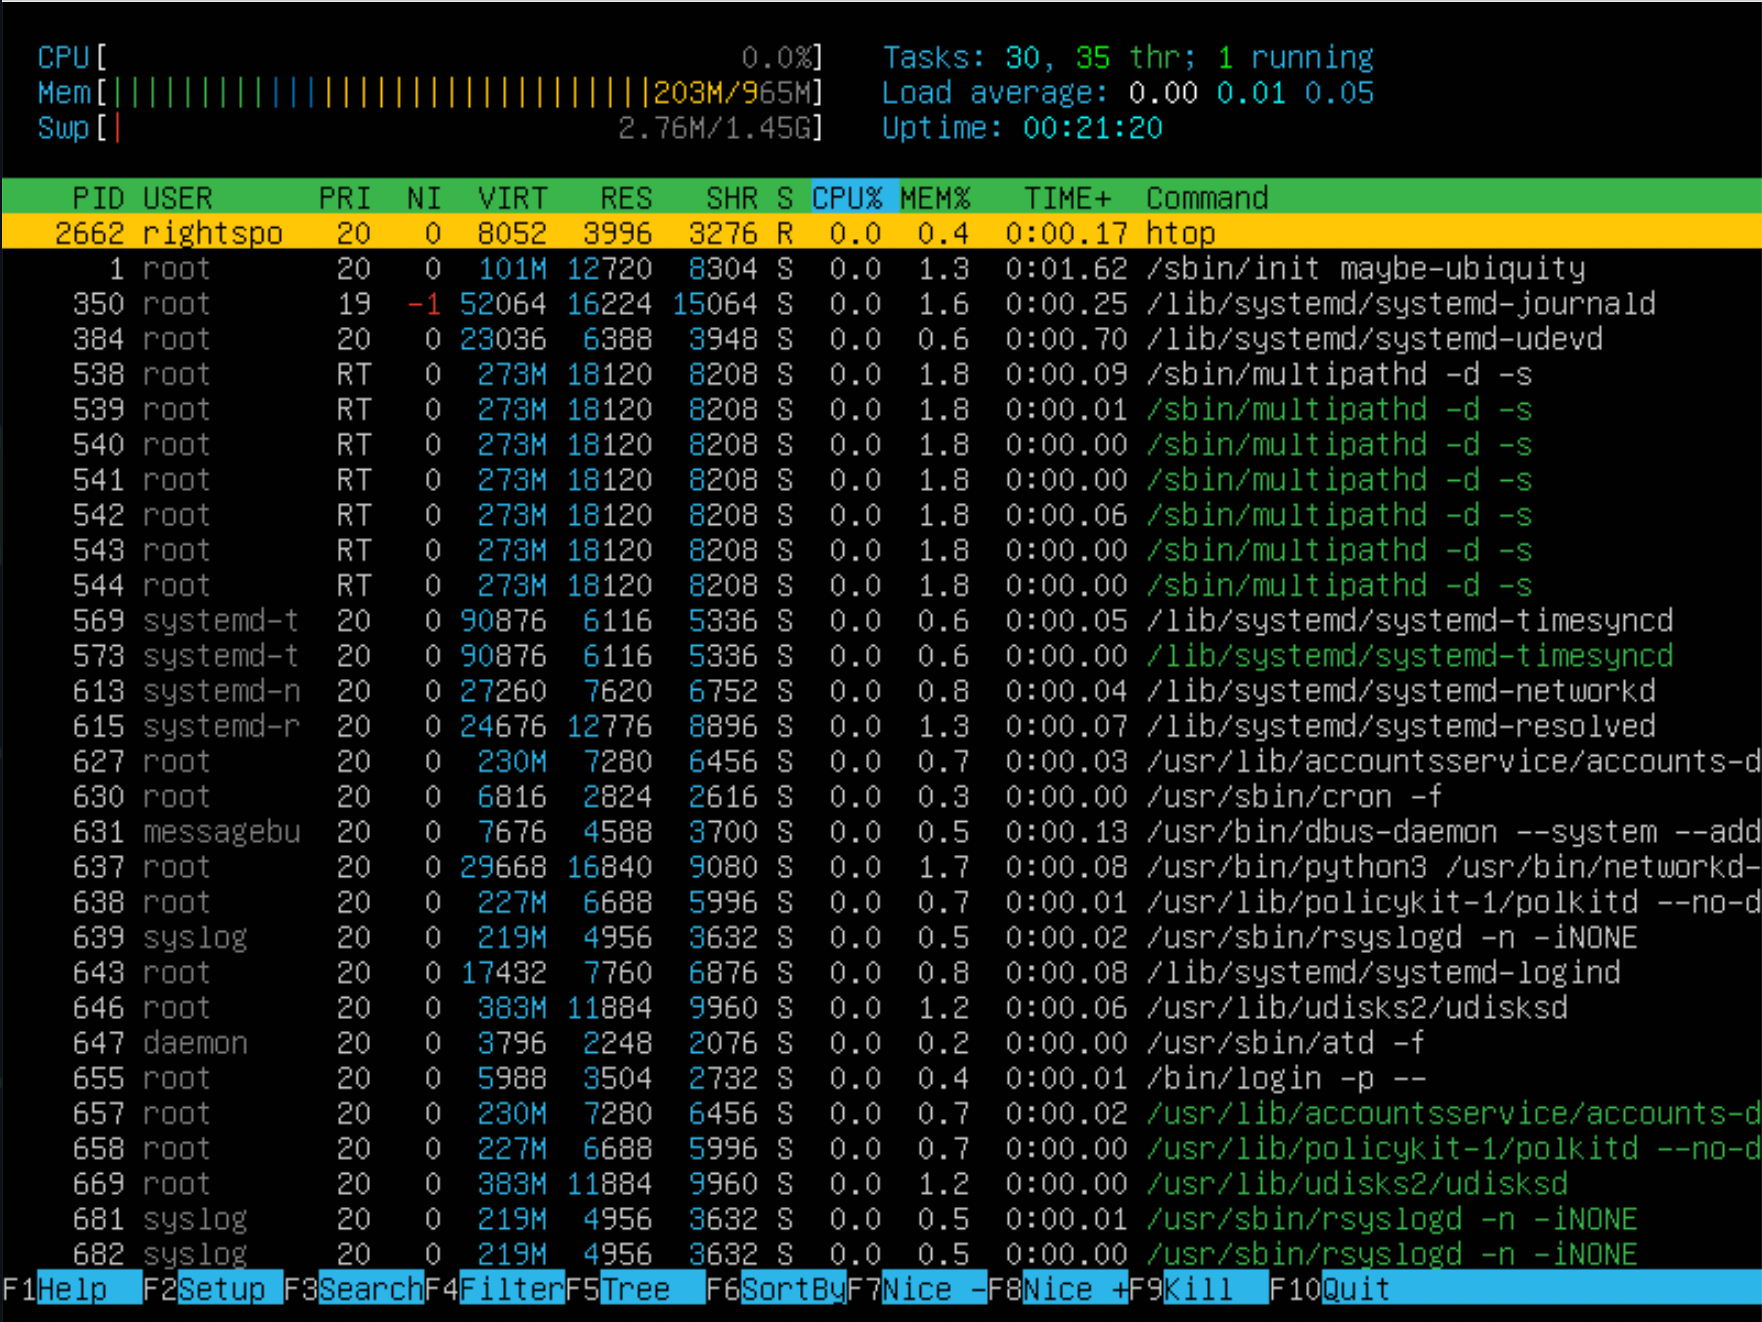 CPU[ 0.0%] Tasks: 30, 35 thr; 1 running
Mem[|||||||||||||||||||||||||||||||203M/965M] Load average: 0.00 0.01 0.05
Swp[| 2.76M/1.45G] Uptime: 00:21:20
PID USER PRI NI VIRT RES SHR S CPU% MEM% TIME+ Command
2662 rightspo 20 0 8052 3996 3276 R 0.0 0.4 0:00.17 htop
1 root 20 0 101M 12720 8304 S 0.0 1.3 0:01.62 /sbin/init maybe-ubiquity
350 root 19 -1 52064 16224 15064 S 0.0 1.6 0:00.25 /lib/systemd/systemd-journald
384 root 20 0 23036 6388 3948 S 0.0 0.6 0:00.70 /lib/systemd/systemd-udevd
538 root RT 0 273M 18120 8208 S 0.0 1.8 0:00.09 /sbin/multipathd -d -s
539 root RT 0 273M 18120 8208 S 0.0 1.8 0:00.01 /sbin/multipathd -d -s
540 root RT 0 273M 18120 8208 S 0.0 1.8 0:00.00 /sbin/multipathd -d -s
541 root RT 0 273M 18120 8208 S 0.0 1.8 0:00.00 /sbin/multipathd -d -s
542 root RT 0 273M 18120 8208 S 0.0 1.8 0:00.06 /sbin/multipathd -d -s
543 root RT 0 273M 18120 8208 S 0.0 1.8 0:00.00 /sbin/multipathd -d -s
544 root RT 0 273M 18120 8208 S 0.0 1.8 0:00.00 /sbin/multipathd -d -s
569 systemd-t 20 0 90876 6116 5336 S 0.0 0.6 0:00.05 /lib/systemd/systemd-timesyncd
573 systemd-t 20 0 90876 6116 5336 S 0.0 0.6 0:00.00 /lib/systemd/systemd-timesyncd
613 systemd-n 20 0 27260 7620 6752 S 0.0 0.8 0:00.04 /lib/systemd/systemd-networkd
615 systemd-r 20 0 24676 12776 8896 S 0.0 1.3 0:00.07 /lib/systemd/systemd-resolved
627 root 20 0 230M 7280 6456 S 0.0 0.7 0:00.03 /usr/lib/accountsservice/accounts-d
630 root 20 0 6816 2824 2616 S 0.0 0.3 0:00.00 /usr/sbin/cron -f
631 messagebu 20 0 7676 4588 3700 S 0.0 0.5 0:00.13 /usr/bin/dbus-daemon --system --add
637 root 20 0 29668 16840 9080 S 0.0 1.7 0:00.08 /usr/bin/python3 /usr/bin/networkd-
638 root 20 0 227M 6688 5996 S 0.0 0.7 0:00.01 /usr/lib/policykit-1/polkitd --no-d
639 syslog 20 0 219M 4956 3632 S 0.0 0.5 0:00.02 /usr/sbin/rsyslogd -n -iNONE
643 root 20 0 17432 7760 6876 S 0.0 0.8 0:00.08 /lib/systemd/systemd-logind
646 root 20 0 383M 11884 9960 S 0.0 1.2 0:00.06 /usr/lib/udisks2/udisksd
647 daemon 20 0 3796 2248 2076 S 0.0 0.2 0:00.00 /usr/sbin/atd -f
655 root 20 0 5988 3504 2732 S 0.0 0.4 0:00.01 /bin/login -p --
657 root 20 0 230M 7280 6456 S 0.0 0.7 0:00.02 /usr/lib/accountsservice/accounts-d
658 root 20 0 227M 6688 5996 S 0.0 0.7 0:00.00 /usr/lib/policykit-1/polkitd --no-d
669 root 20 0 383M 11884 9960 S 0.0 1.2 0:00.00 /usr/lib/udisks2/udisksd
681 syslog 20 0 219M 4956 3632 S 0.0 0.5 0:00.01 /usr/sbin/rsyslogd -n -iNONE
682 syslog 20 0 219M 4956 3632 S 0.0 0.5 0:00.00 /usr/sbin/rsyslogd -n -iNONE
F1Help F2Setup F3SearchF4FilterF5Tree F6SortByF7Nice -F8Nice +F9Kill F10Quit